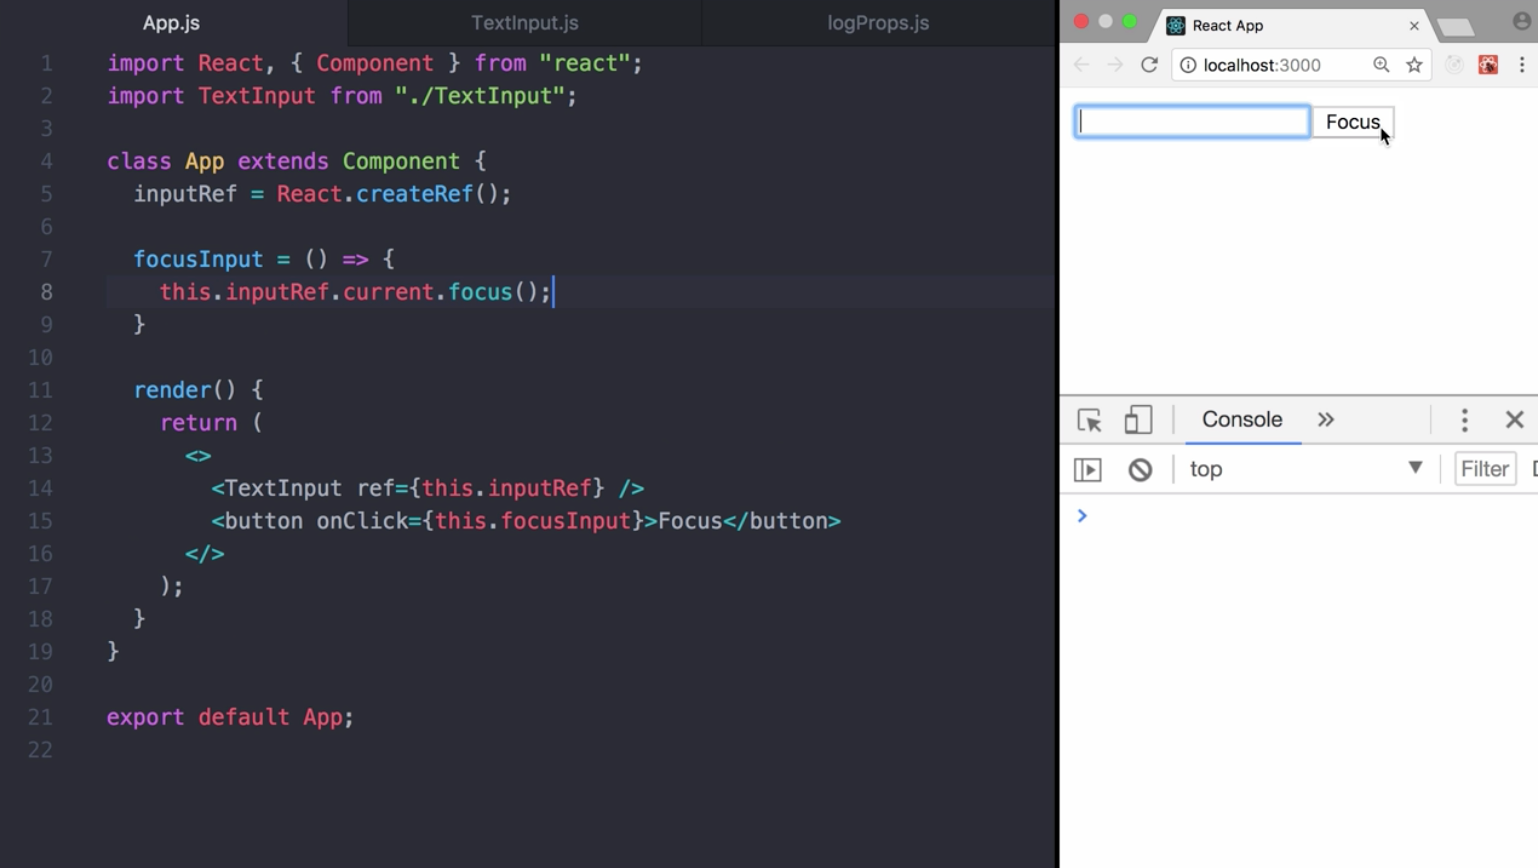 App.js
TextInput.js
logProps.js
1 import React, { Component } from "react";
2 import TextInput from "./TextInput";
3
4 class App extends Component {
5 inputRef = React.createRef();
6
7 focusInput = () => {
8 this.inputRef.current.focus();
9 }
10
11 render() {
12 return (
13 <>
14 <TextInput ref={this.inputRef} />
15 <button onClick={this.focusInput}>Focus</button>
16 </>
17 );
18 }
19 }
20
21 export default App;
22
React App
localhost:3000
Focus
Console
top
Filter